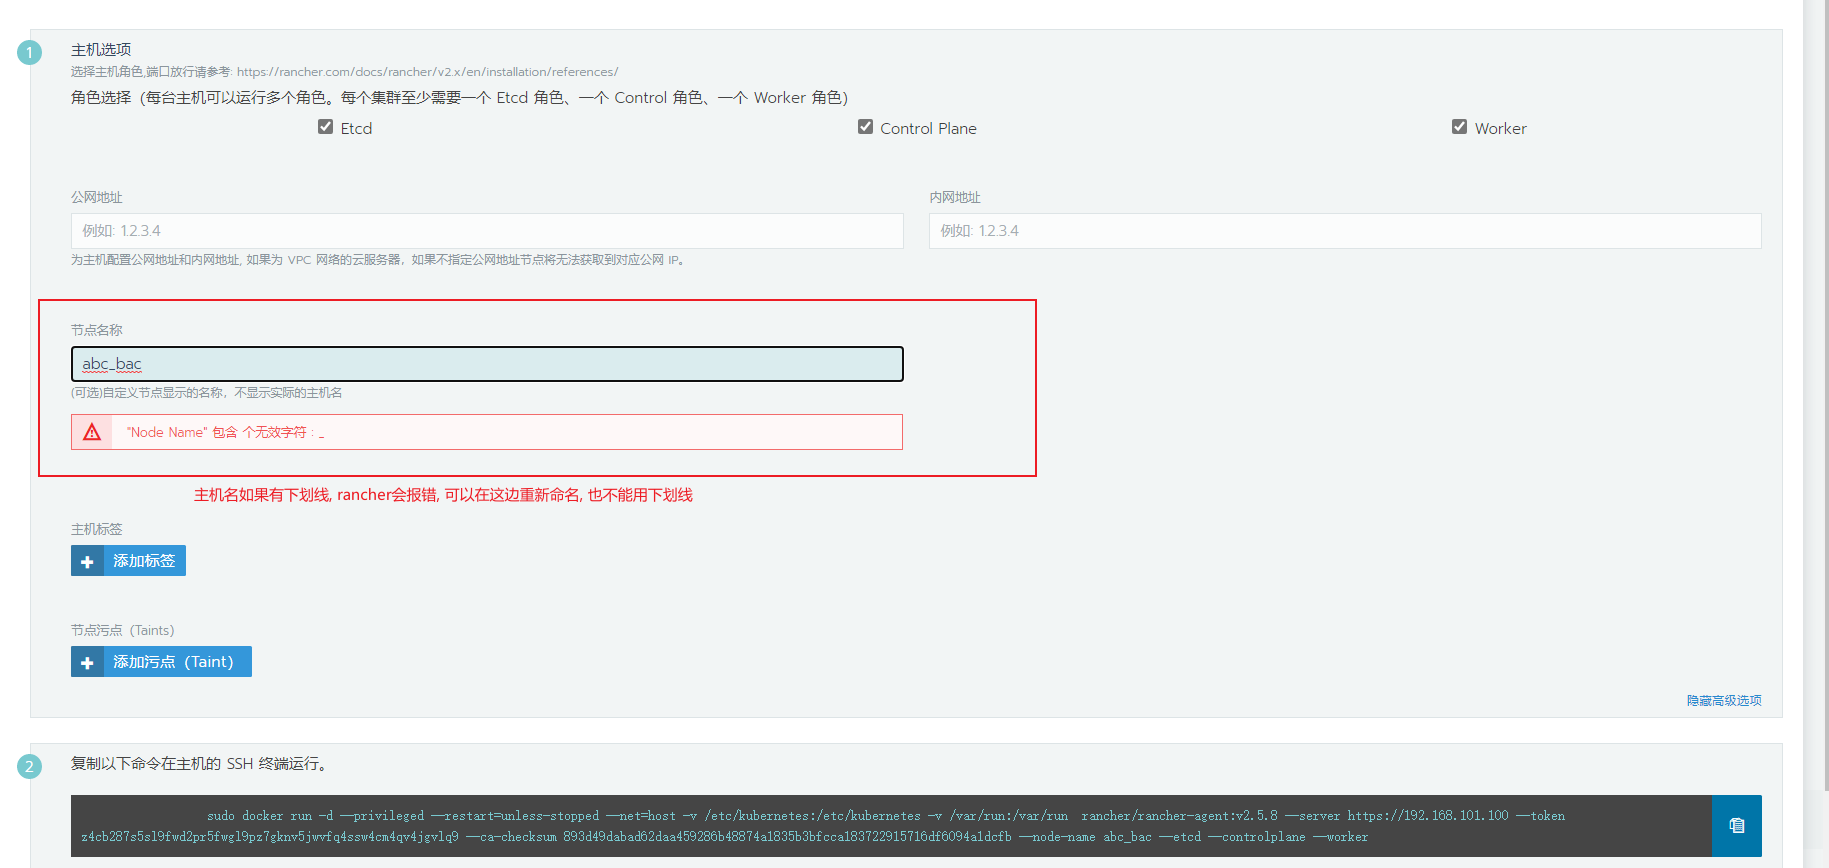 1
主机选项
选择主机角色,端口放行请参考: https://rancher.com/docs/rancher/v2.x/en/installation/references/
角色选择（每台主机可以运行多个角色。每个集群至少需要一个 Etcd 角色、一个 Control 角色、一个 Worker 角色）
Etcd Control Plane Worker
公网地址 内网地址
例如: 1.2.3.4 例如: 1.2.3.4
为主机配置公网地址和内网地址, 如果为 VPC 网络的云服务器，如果不指定公网地址节点将无法获取到对应公网 IP。
节点名称
abc_bac
(可选)自定义节点显示的名称，不显示实际的主机名
"Node Name" 包含 个无效字符 : _
主机名如果有下划线, rancher会报错, 可以在这边重新命名, 也不能用下划线
主机标签
添加标签
节点污点（Taints）
添加污点（Taint）
隐藏高级选项
2
复制以下命令在主机的 SSH 终端运行。
sudo docker run -d --privileged --restart=unless-stopped --net=host -v /etc/kubernetes:/etc/kubernetes -v /var/run:/var/run  rancher/rancher-agent:v2.5.8 --server https://192.168.101.100 --token
z4cb287s5sl9fwd2pr5fwgl9pz7gknv5jwvfq4ssw4cm4qv4jgvlq9 --ca-checksum 893d49dabad62daa459286b48874a1835b3bfcca183722915716df6094a1dcfb --node-name abc_bac --etcd --controlplane --worker